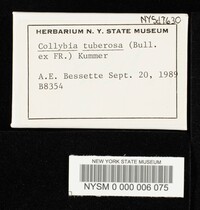 NYSd7630
HERBARIUM N. Y. STATE MUSEUM
Collybia tuberosa (Bull.
ex FR.) Kummer
A.E. Bessette Sept. 20, 1989
B8354
NEW YORK STATE MUSEUM
NYSM 0 000 006 075